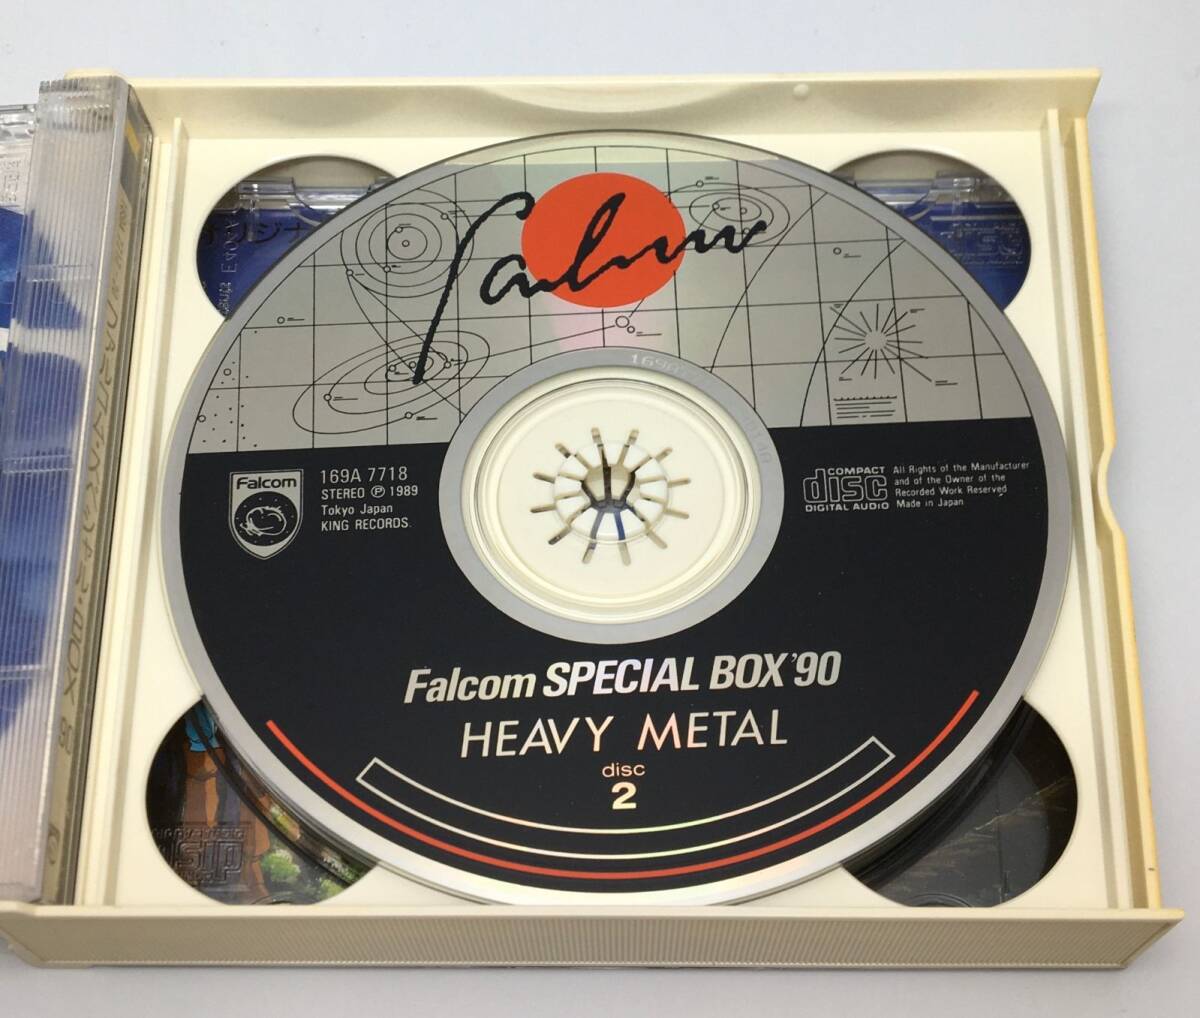 Falcom
169A 7718
Falcom
169A 7718
STEREO Ⓟ 1989
Tokyo Japan
KING RECORDS.
COMPACT
disc
DIGITAL AUDIO
All Rights of the Manufacturer
and of the Owner of the
Recorded Work Reserved
Made in Japan
Falcom SPECIAL BOX '90
HEAVY METAL
disc
2